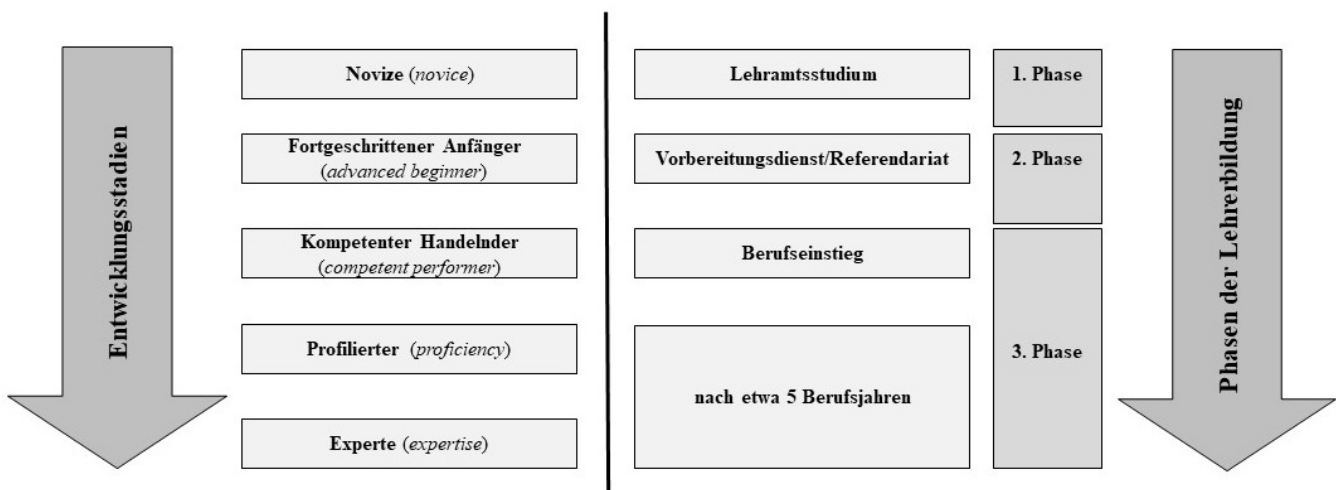 Entwicklungsstadien
Novize (novice)
Fortgeschrittener Anfänger
(advanced beginner)
Kompetenter Handelnder
(competent performer)
Profilierter (proficiency)
Experte (expertise)
Lehramtsstudium
Vorbereitungsdienst/Referendariat
Berufseinstieg
nach etwa 5 Berufsjahren
1. Phase
2. Phase
3. Phase
Phasen der Lehrerbildung